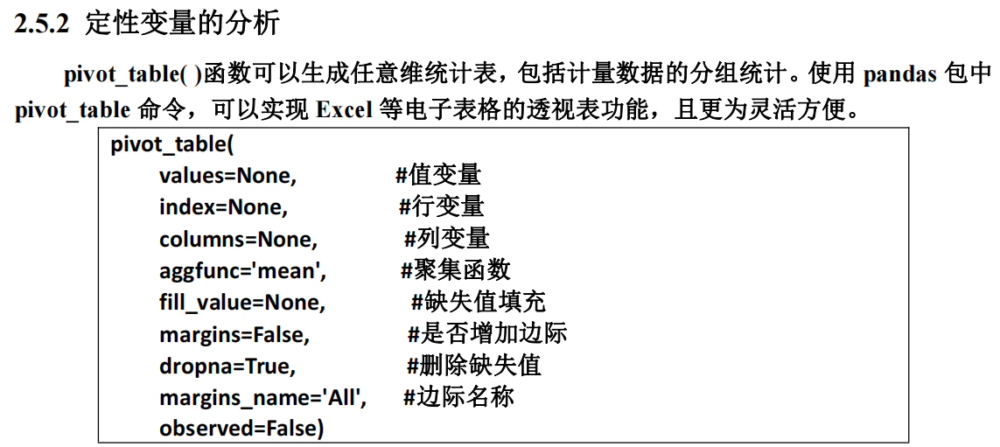 2.5.2 定性变量的分析
pivot_table( )函数可以生成任意维统计表，包括计量数据的分组统计。使用 pandas 包中
pivot_table 命令，可以实现 Excel 等电子表格的透视表功能，且更为灵活方便。
pivot_table(
values=None, #值变量
index=None, #行变量
columns=None, #列变量
aggfunc='mean', #聚集函数
fill_value=None, #缺失值填充
margins=False, #是否增加边际
dropna=True, #删除缺失值
margins_name='All', #边际名称
observed=False)